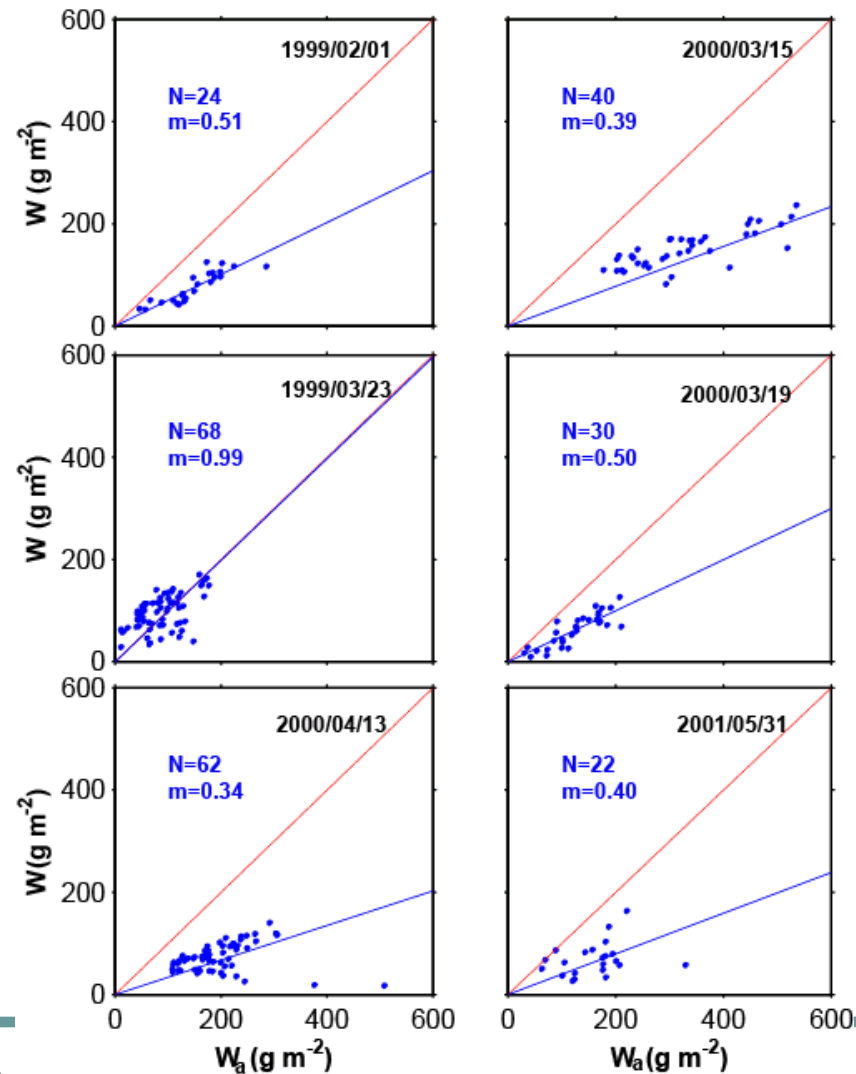 600
400
200
0
W (g m-2)
1999/02/01
N=24
m=0.51
2000/03/15
N=40
m=0.39
600
400
200
0
W (g m-2)
1999/03/23
N=68
m=0.99
2000/03/19
N=30
m=0.50
600
400
200
0
W(g m-2)
2000/04/13
N=62
m=0.34
2001/05/31
N=22
m=0.40
0 200 400 600
0 200 400 600
Wa (g m-2)
Wa(g m-2)